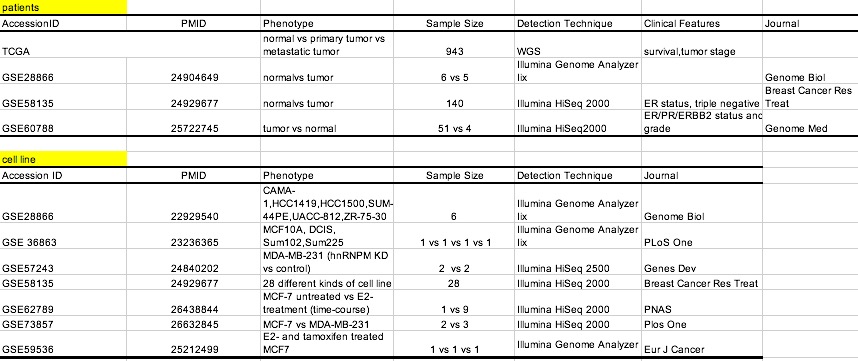 patients
AccessionID PMID Phenotype Sample Size Detection Technique Clinical Features Journal
normal vs primary tumor vs
TCGA metastatic tumor 943 WGS survival,tumor stage
Illumina Genome Analyzer
GSE28866 24904649 normalvs tumor 6 vs 5 Iix Genome Biol
Breast Cancer Res
GSE58135 24929677 normalvs tumor 140 Illumina HiSeq 2000 ER status, triple negative Treat
ER/PR/ERBB2 status and
GSE60788 25722745 tumor vs normal 51 vs 4 Illumina HiSeq2000 grade Genome Med
cell line
Accession ID PMID Phenotype Sample Size Detection Technique Journal
CAMA-
1,HCC1419,HCC1500,SUM-
Illumina Genome Analyzer
GSE28866 22929540 44PE,UACC-812,ZR-75-30 6 Iix Genome Biol
MCF10A, DCIS, Illumina Genome Analyzer
GSE 36863 23236365 Sum102,Sum225 1 vs 1 vs 1 vs 1 Iix PLoS One
MDA-MB-231 (hnRNPM KD
GSE57243 24840202 vs control) 2 vs 2 Illumina HiSeq 2500 Genes Dev
GSE58135 24929677 28 different kinds of cell line 28 Illumina HiSeq 2000 Breast Cancer Res Treat
MCF-7 untreated vs E2-
GSE62789 26438844 treatment (time-course) 1 vs 9 Illumina HiSeq 2000 PNAS
GSE73857 26632845 MCF-7 vs MDA-MB-231 2 vs 3 Illumina HiSeq 2000 Plos One
E2- and tamoxifen treated
GSE59536 25212499 MCF7 1 vs 1 vs 1 Illumina Genome Analyzer Eur J Cancer